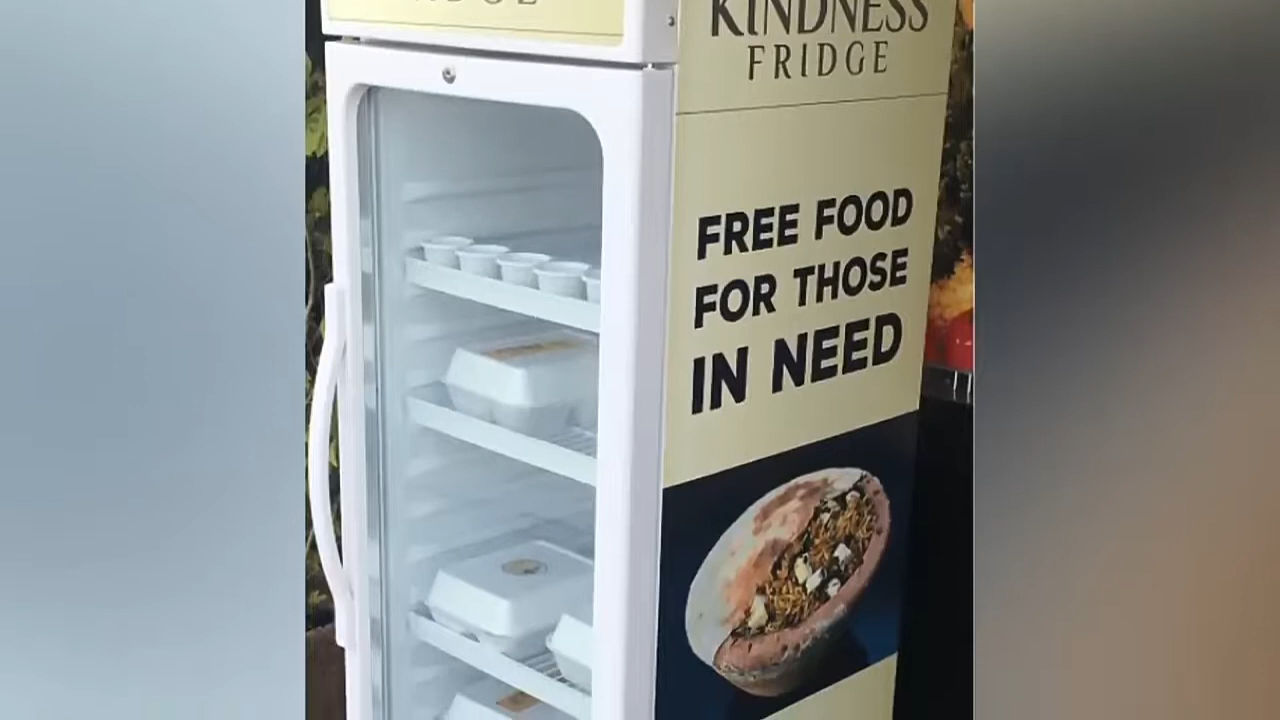 KINDNESS
FRIDGE
FREE FOOD
FOR THOSE
IN NEED